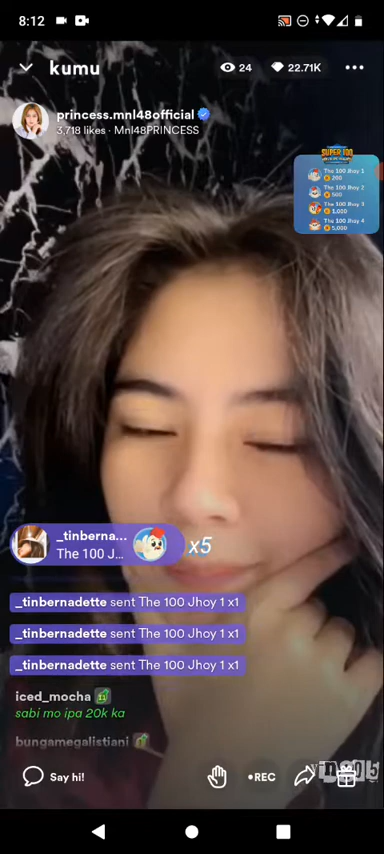 8:12
kumu
24
22.71K
princess.mnl48official
3,718 likes · Mnl48PRINCESS
SUPER 100
The 100 Jhoy 1
200
The 100 Jhoy 2
500
The 100 Jhoy 3
1,000
The 100 Jhoy 4
5,000
_tinberna...
The 100 J...
x5
_tinbernadette sent The 100 Jhoy 1 x1
_tinbernadette sent The 100 Jhoy 1 x1
_tinbernadette sent The 100 Jhoy 1 x1
iced_mocha
sabi mo ipa 20k ka
bungamegalistiani
Say hi!
REC